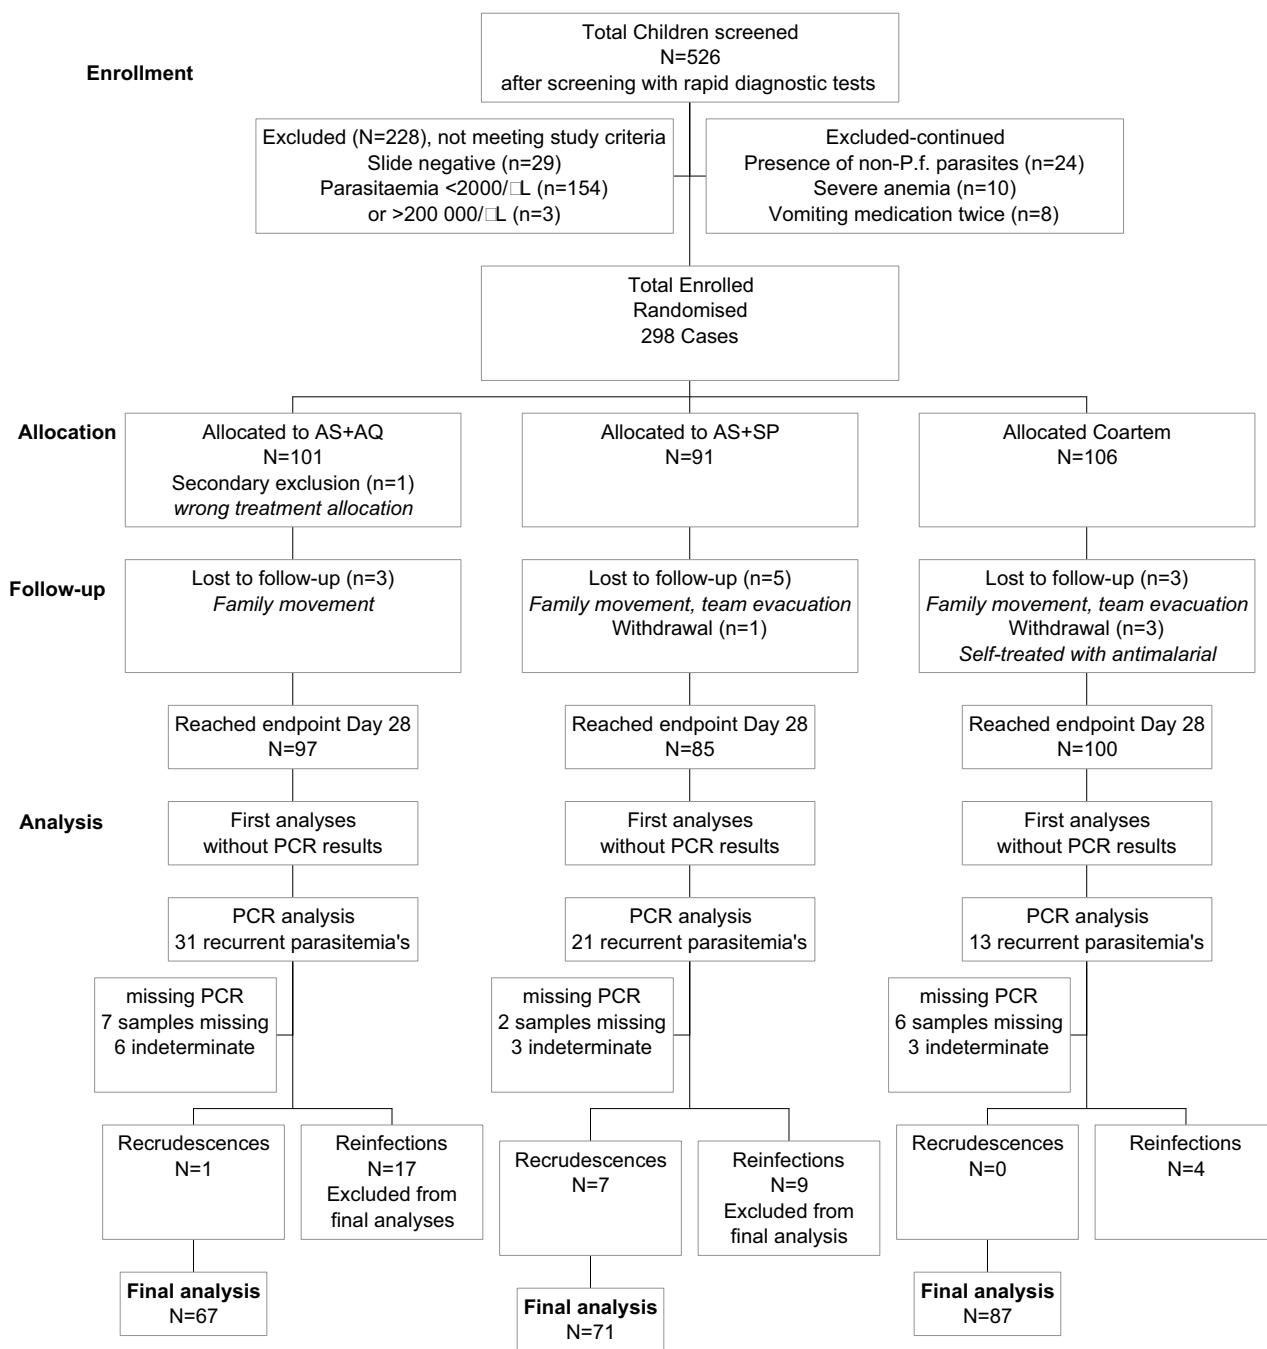 Enrollment
Total Children screened
N=526
after screening with rapid diagnostic tests
Excluded (N=228), not meeting study criteria
Slide negative (n=29)
Parasitaemia <2000/□L (n=154)
or >200 000/□L (n=3)
Excluded-continued
Presence of non-P.f. parasites (n=24)
Severe anemia (n=10)
Vomiting medication twice (n=8)
Total Enrolled
Randomised
298 Cases
Allocation
Allocated to AS+AQ
N=101
Secondary exclusion (n=1)
wrong treatment allocation
Allocated to AS+SP
N=91
Allocated Coartem
N=106
Follow-up
Lost to follow-up (n=3)
Family movement
Lost to follow-up (n=5)
Family movement, team evacuation
Withdrawal (n=1)
Lost to follow-up (n=3)
Family movement, team evacuation
Withdrawal (n=3)
Self-treated with antimalarial
Reached endpoint Day 28
N=97
Reached endpoint Day 28
N=85
Reached endpoint Day 28
N=100
Analysis
First analyses
without PCR results
First analyses
without PCR results
First analyses
without PCR results
PCR analysis
31 recurrent parasitemia's
PCR analysis
21 recurrent parasitemia's
PCR analysis
13 recurrent parasitemia's
missing PCR
7 samples missing
6 indeterminate
missing PCR
2 samples missing
3 indeterminate
missing PCR
6 samples missing
3 indeterminate
Recrudescences
N=1
Reinfections
N=17
Excluded from
final analyses
Recrudescences
N=7
Reinfections
N=9
Excluded from
final analysis
Recrudescences
N=0
Reinfections
N=4
Final analysis
N=67
Final analysis
N=71
Final analysis
N=87